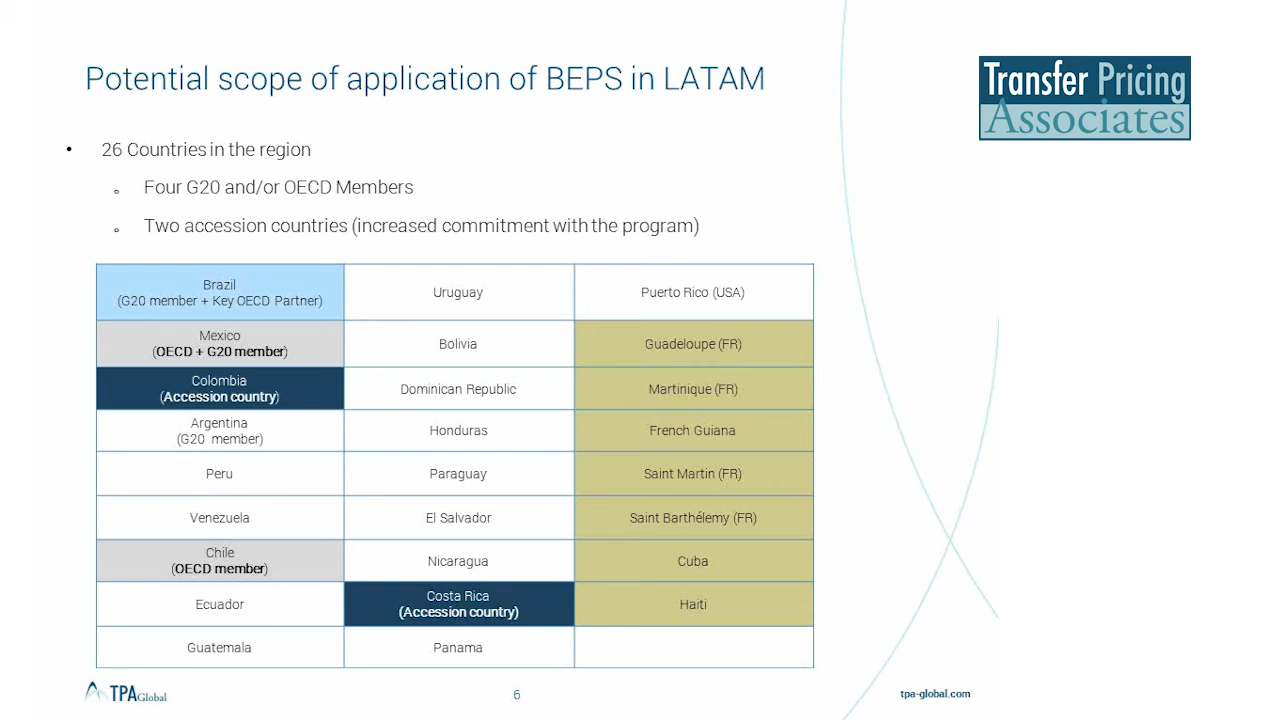 Potential scope of application of BEPS in LATAM
Transfer Pricing
Associates
• 26 Countries in the region
Four G20 and/or OECD Members
Two accession countries (increased commitment with the program)
Brazil
(G20 member + Key OECD Partner)
Uruguay
Puerto Rico (USA)
Mexico
(OECD + G20 member)
Bolivia
Guadeloupe (FR)
Colombia
(Accession country)
Dominican Republic
Martinique (FR)
Argentina
(G20 member)
Honduras
French Guiana
Peru
Paraguay
Saint Martin (FR)
Venezuela
El Salvador
Saint Barthélemy (FR)
Chile
(OECD member)
Nicaragua
Cuba
Ecuador
Costa Rica
(Accession country)
Haiti
Guatemala
Panama
TPA Global
6
tpa-global.com